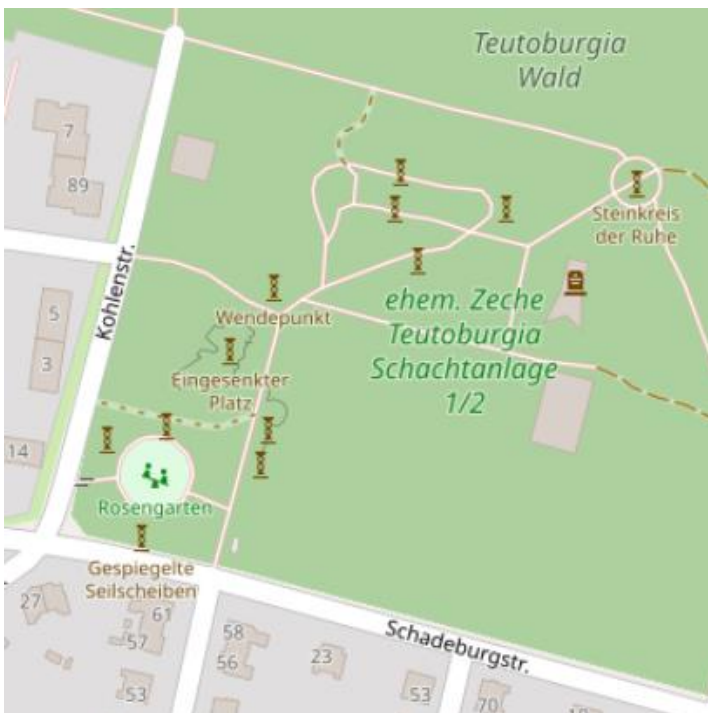 Teutoburgia
Wald
7
89
Steinkreis
der Ruhe
Kohlenstr.
Wendepunkt
ehem. Zeche
Teutoburgia
Schachtanlage
1/2
5
3
Eingesenkter
Platz
14
Rosengarten
Gespiegelte
Seilscheiben
27
61
57
58
56
23
53
53
70
Schadeburgstr.